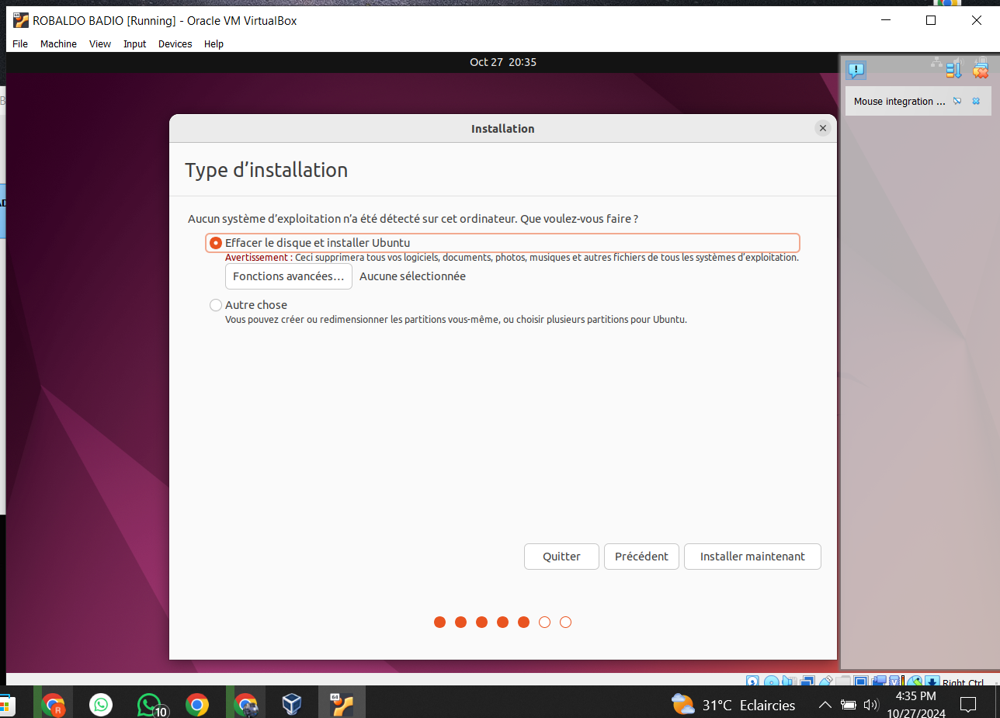 ROBALDO BADIO [Running] - Oracle VM VirtualBox
File Machine View Input Devices Help
Oct 27 20:35
Mouse integration ...
Installation
Type d’installation
Aucun système d’exploitation n’a été détecté sur cet ordinateur. Que voulez-vous faire ?
Effacer le disque et installer Ubuntu
Avertissement : Ceci supprimera tous vos logiciels, documents, photos, musiques et autres fichiers de tous les systèmes d’exploitation.
Fonctions avancées… Aucune sélectionnée
Autre chose
Vous pouvez créer ou redimensionner les partitions vous-même, ou choisir plusieurs partitions pour Ubuntu.
Quitter Précédent Installer maintenant
Right Ctrl
R
10
64
31°C Eclaircies
4:35 PM
10/27/2024